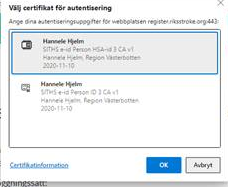 Välj certifikat för autentisering
Ange dina autentiseringsuppgifter för webbplatsen register.riksstroke.org:443:
Hannele Hjelm
SITHS e-id Person HSA-id 3 CA v1
Hannele Hjelm, Region Västerbotten
2020-11-10
Hannele Hjelm
SITHS e-id Person ID 3 CA v1
Hannele Hjelm, Region Västerbotten
2020-11-10
Certifikatinformation
OK
Avbryt
oggningssätt: